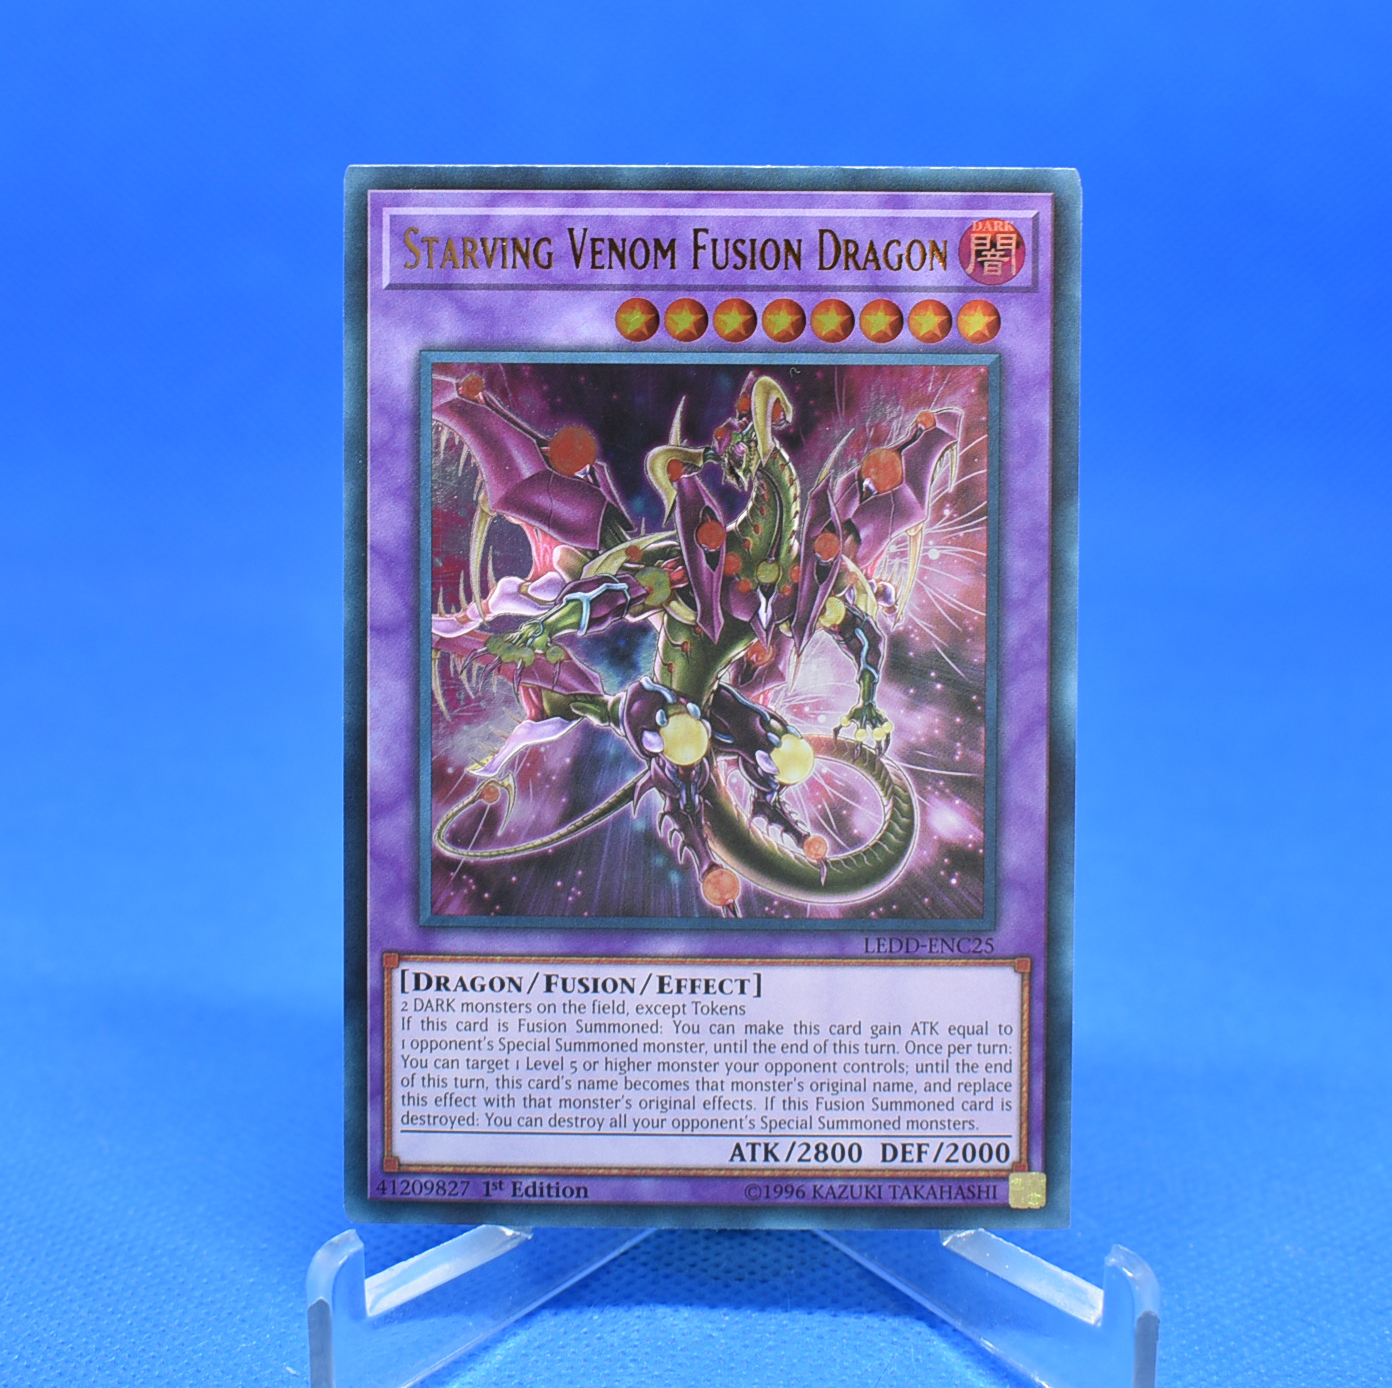 STARVING VENOM FUSION DRAGON
DARK
闇
LEDD-ENC25
[DRAGON/FUSION/EFFECT]
2 DARK monsters on the field, except Tokens
If this card is Fusion Summoned: You can make this card gain ATK equal to
1 opponent's Special Summoned monster, until the end of this turn. Once per turn:
You can target 1 Level 5 or higher monster your opponent controls; until the end
of this turn, this card's name becomes that monster's original name, and replace
this effect with that monster's original effects. If this Fusion Summoned card is
destroyed: You can destroy all your opponent's Special Summoned monsters.
ATK/2800 DEF/2000
41209827 1st Edition ©1996 KAZUKI TAKAHASHI